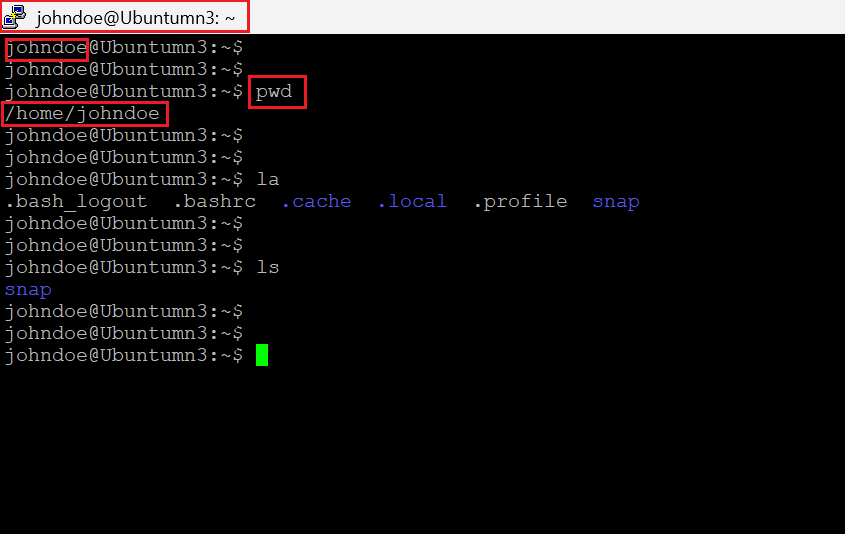 johndoe@Ubuntumn3: ~
johndoe@Ubuntumn3:~$
johndoe@Ubuntumn3:~$
johndoe@Ubuntumn3:~$ pwd
/home/johndoe
johndoe@Ubuntumn3:~$
johndoe@Ubuntumn3:~$
johndoe@Ubuntumn3:~$ la
.bash_logout  .bashrc  .cache  .local  .profile  snap
johndoe@Ubuntumn3:~$
johndoe@Ubuntumn3:~$
johndoe@Ubuntumn3:~$ ls
snap
johndoe@Ubuntumn3:~$
johndoe@Ubuntumn3:~$
johndoe@Ubuntumn3:~$